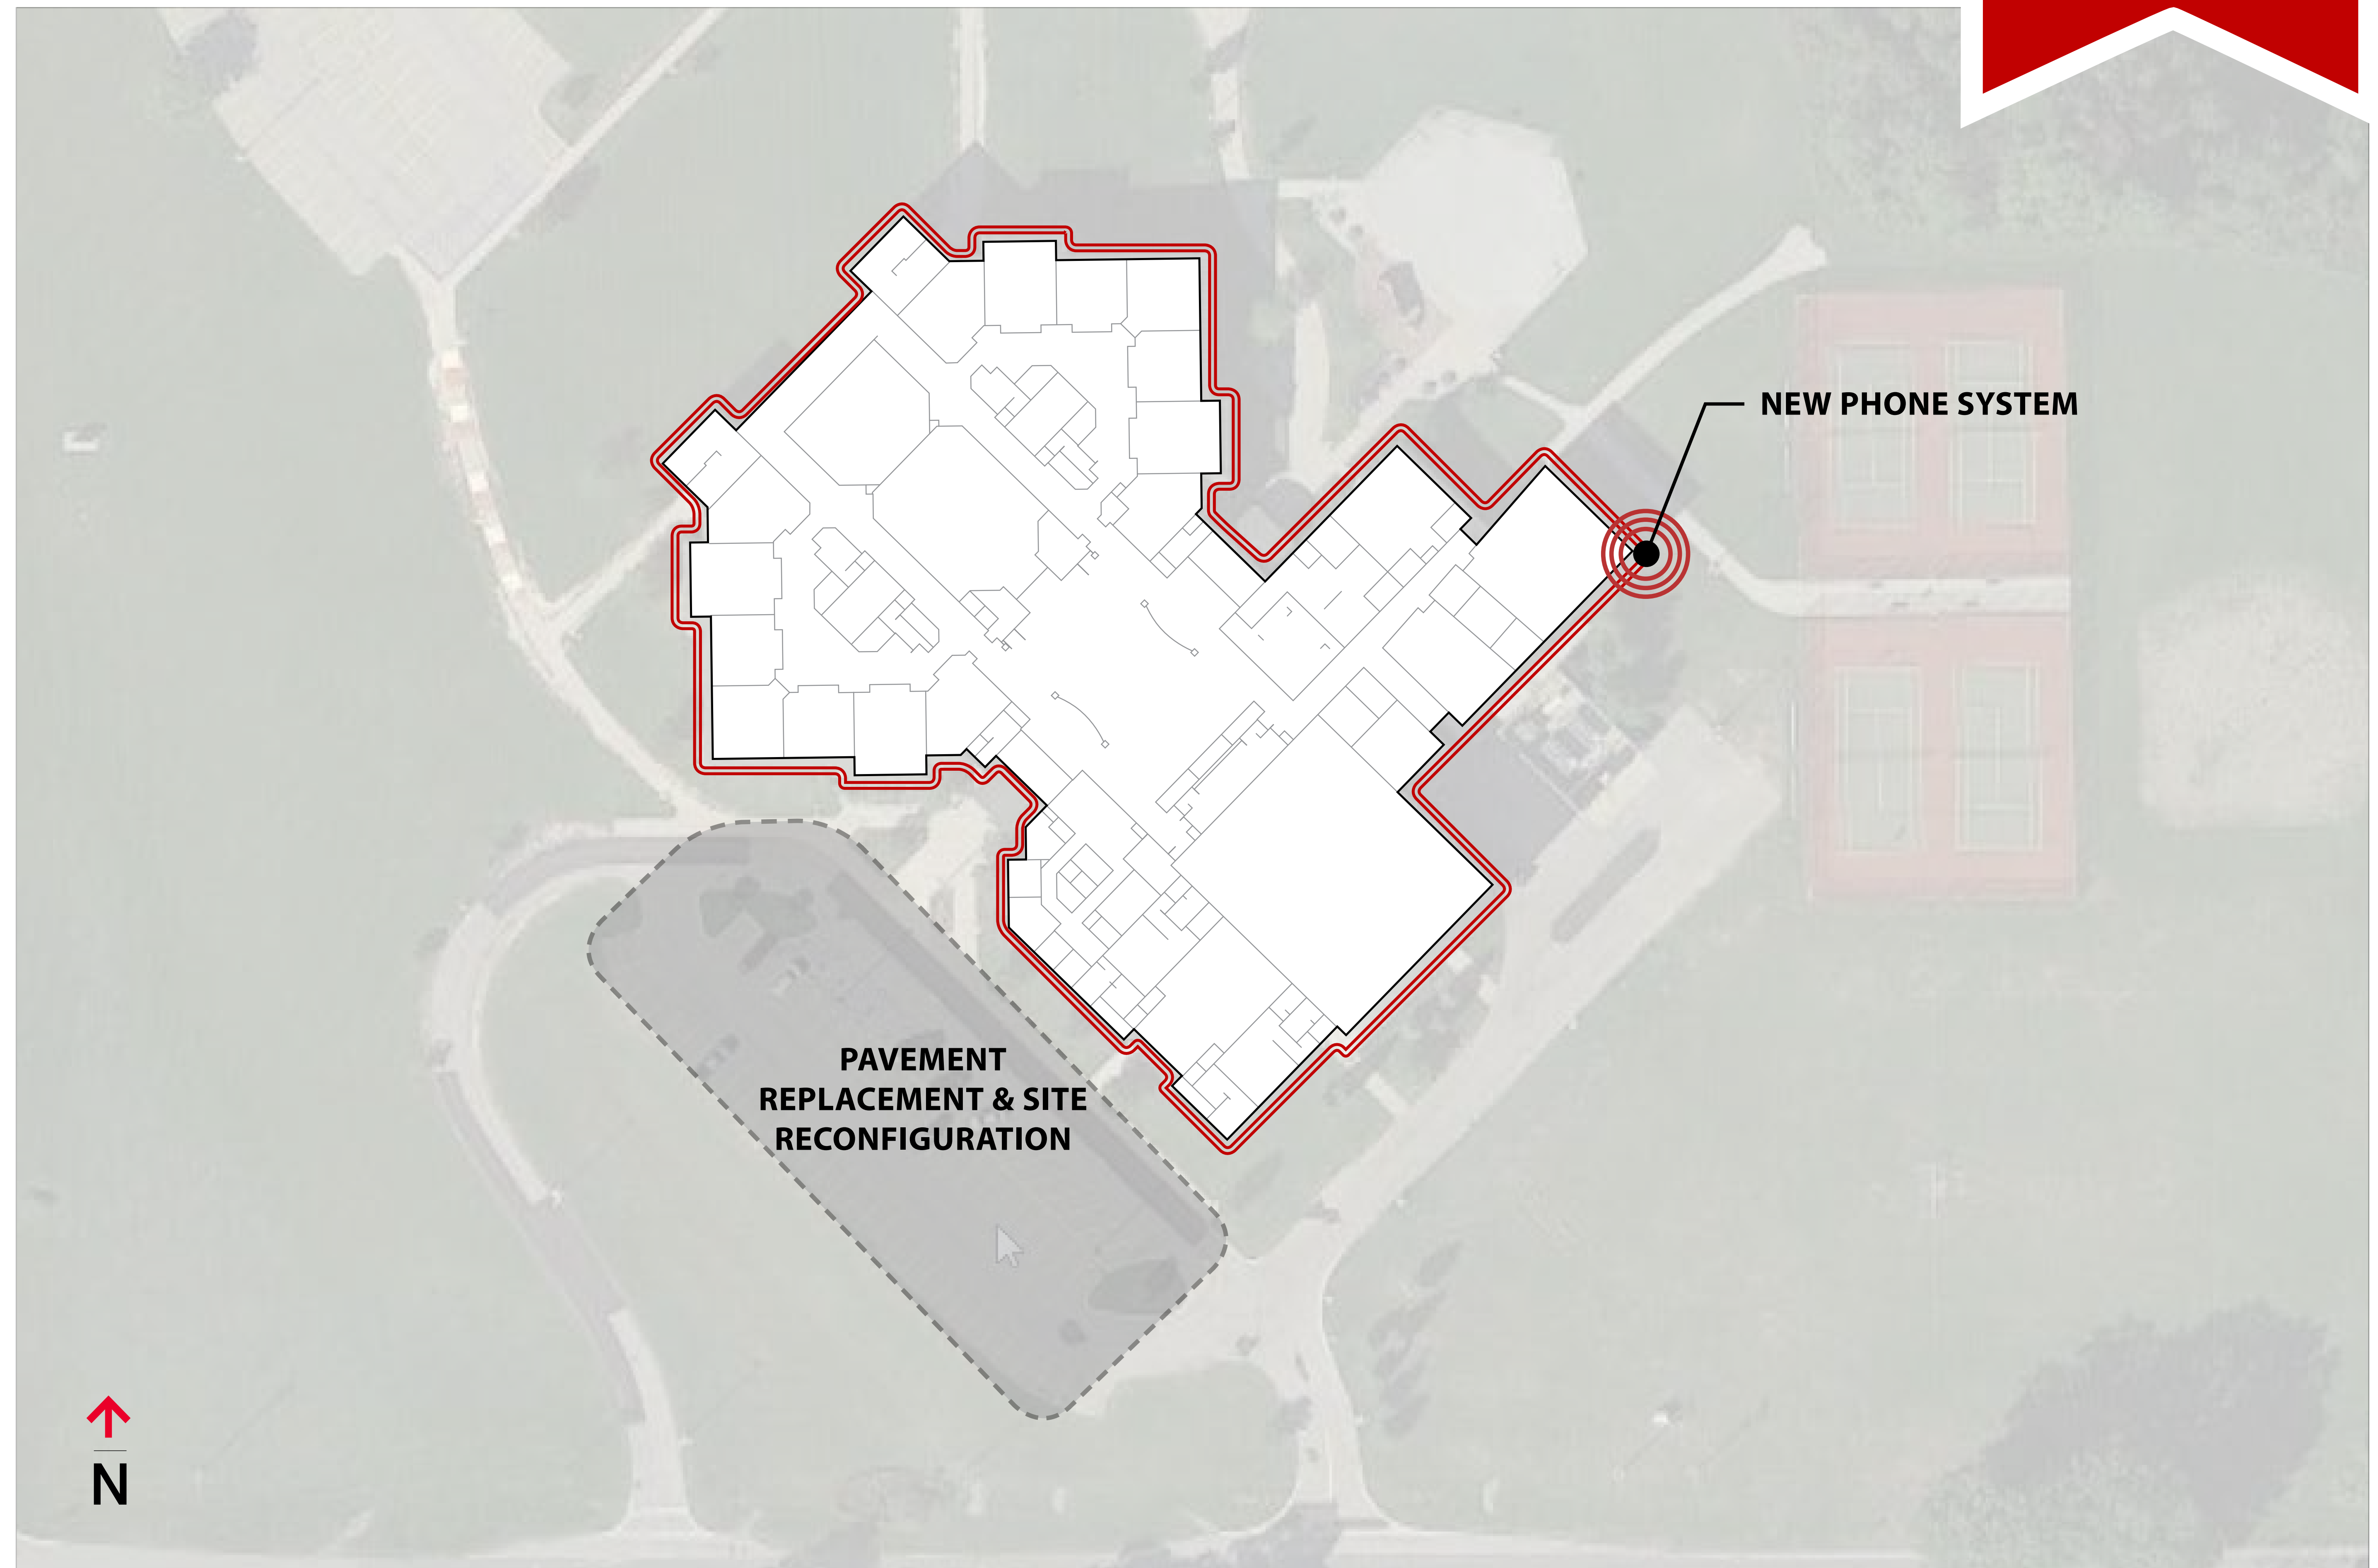 NEW PHONE SYSTEM
PAVEMENT
REPLACEMENT & SITE
RECONFIGURATION
N